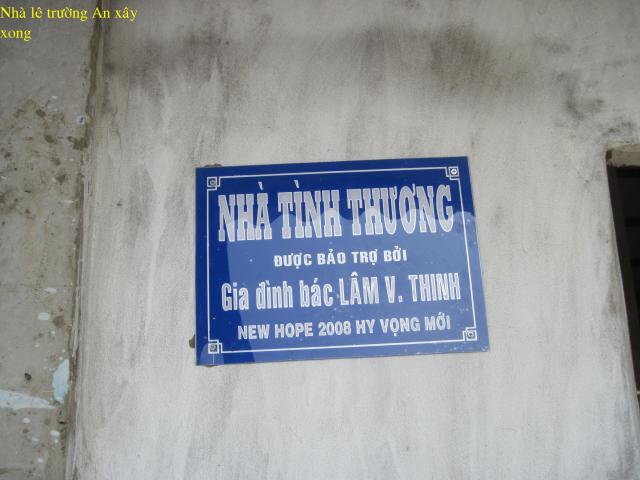 Nhà lê trường An xây
xong
NHÀ TÌNH THƯƠNG
ĐƯỢC BẢO TRỢ BỞI
Gia đình bác LÂM V. THINH
NEW HOPE 2008 HY VỌNG MỚI